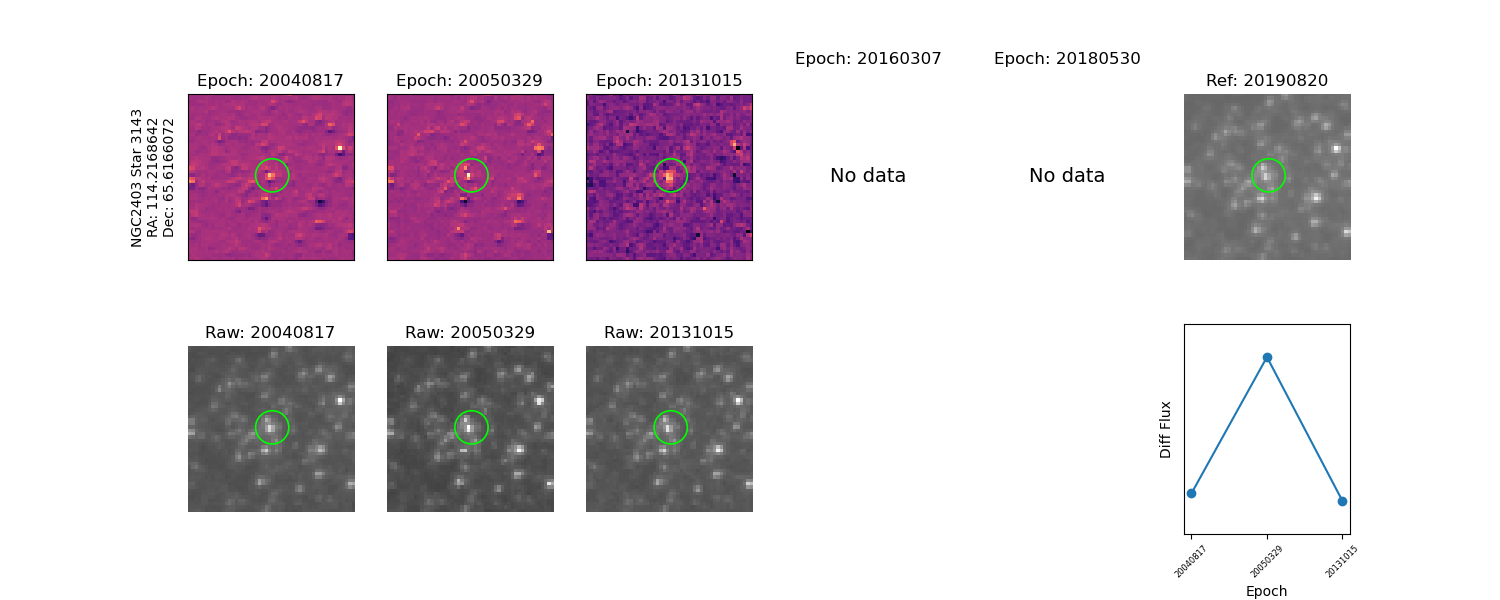 Epoch: 20040817
Epoch: 20050329
Epoch: 20131015
Epoch: 20160307
Epoch: 20180530
Ref: 20190820
NGC2403 Star 3143
RA: 114.2168642
Dec: 65.6166072
No data
No data
Raw: 20040817
Raw: 20050329
Raw: 20131015
Diff Flux
20040817
20050329
20131015
Epoch